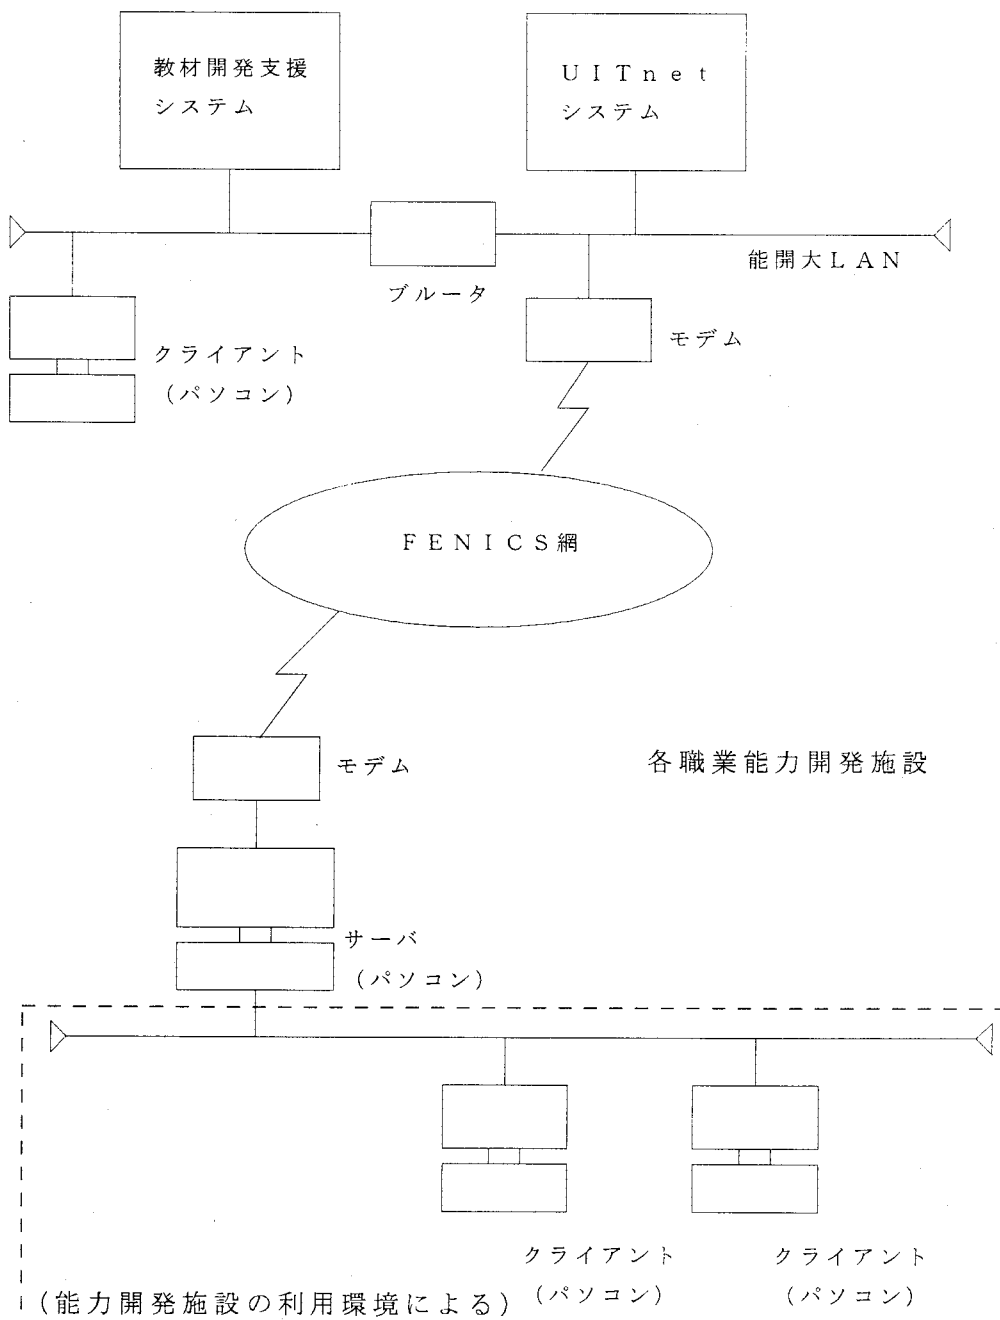 教材開発支援
システム
ＵＩＴｎｅｔ
システム
能開大ＬＡＮ
ブルータ
モデム
クライアント
（パソコン）
ＦＥＮＩＣＳ網
モデム
各職業能力開発施設
サーバ
（パソコン）
クライアント
（パソコン）
クライアント
（パソコン）
（能力開発施設の利用環境による）